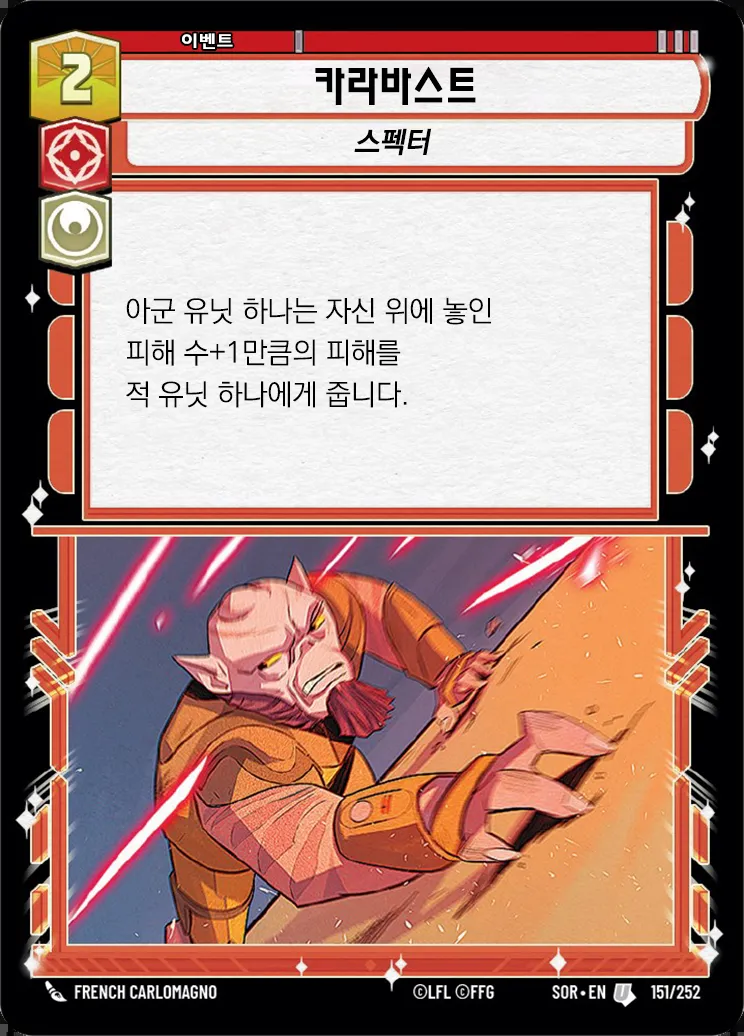 이벤트
2
카라바스트
스펙터
아군 유닛 하나는 자신 위에 놓인
피해 수+1만큼의 피해를
적 유닛 하나에게 줍니다.
FRENCH CARLOMAGNO
©LFL ©FFG
SOR•EN U 151/252